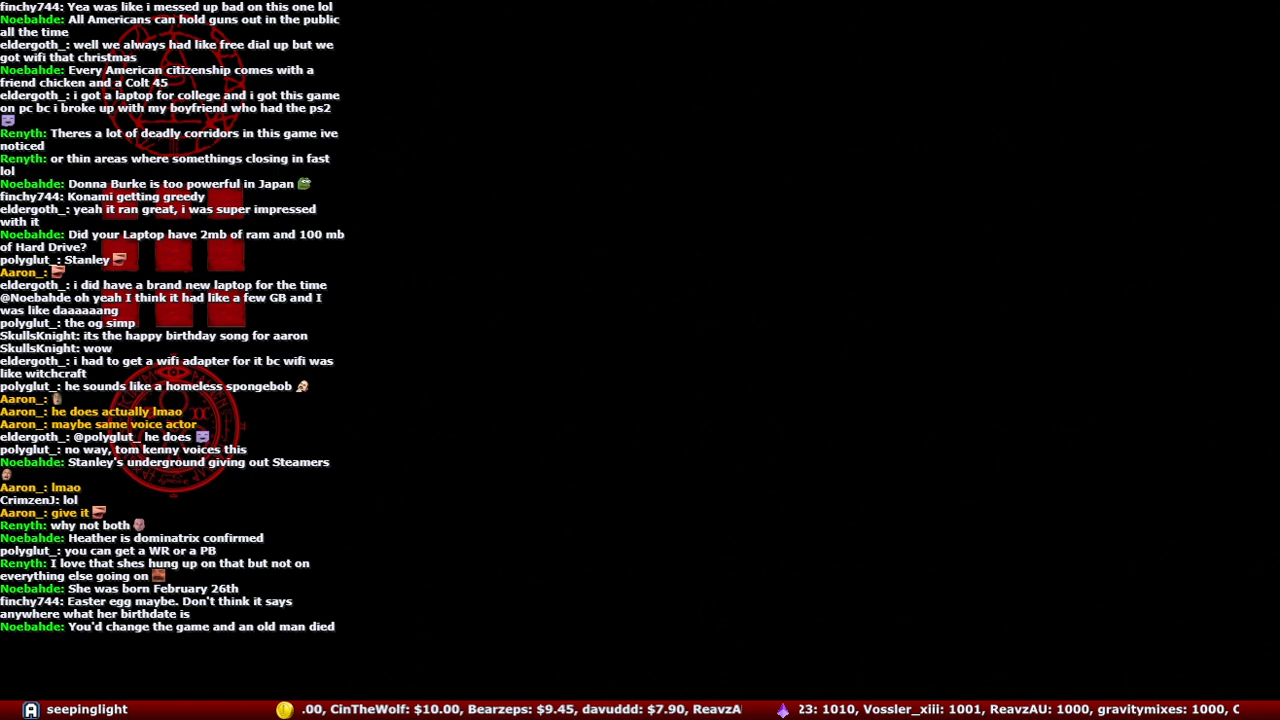 finchy744: Yea was like i messed up bad on this one lol
Noebahde: All Americans can hold guns out in the public
all the time
eldergoth_: well we always had like free dial up but we
got wifi that christmas
Noebahde: Every American citizenship comes with a
friend chicken and a Colt 45
eldergoth_: i got a laptop for college and i got this game
on pc bc i broke up with my boyfriend who had the ps2
Renyth: Theres a lot of deadly corridors in this game ive
noticed
Renyth: or thin areas where somethings closing in fast
lol
Noebahde: Donna Burke is too powerful in Japan
finchy744: Konami getting greedy
eldergoth_: yeah it ran great, i was super impressed
with it
Noebahde: Did your Laptop have 2mb of ram and 100 mb
of Hard Drive?
polyglut_: Stanley
Aaron_:
eldergoth_: i did have a brand new laptop for the time
@Noebahde oh yeah I think it had like a few GB and I
was like daaaaaang
polyglut_: the og simp
SkullsKnight: its the happy birthday song for aaron
SkullsKnight: wow
eldergoth_: i had to get a wifi adapter for it bc wifi was
like witchcraft
polyglut_: he sounds like a homeless spongebob
Aaron_:
Aaron_: he does actually lmao
Aaron_: maybe same voice actor
eldergoth_: @polyglut_ he does
polyglut_: no way, tom kenny voices this
Noebahde: Stanley's underground giving out Steamers
Aaron_: lmao
CrimzenJ: lol
Aaron_: give it
Renyth: why not both
Noebahde: Heather is dominatrix confirmed
polyglut_: you can get a WR or a PB
Renyth: I love that shes hung up on that but not on
everything else going on
Noebahde: She was born February 26th
finchy744: Easter egg maybe. Don't think it says
anywhere what her birthdate is
Noebahde: You'd change the game and an old man died
seepinglight .00, CinTheWolf: $10.00, Bearzeps: $9.45, davuddd: $7.90, ReavzAU 23: 1010, Vossler_xiii: 1001, ReavzAU: 1000, gravitymixes: 1000, C